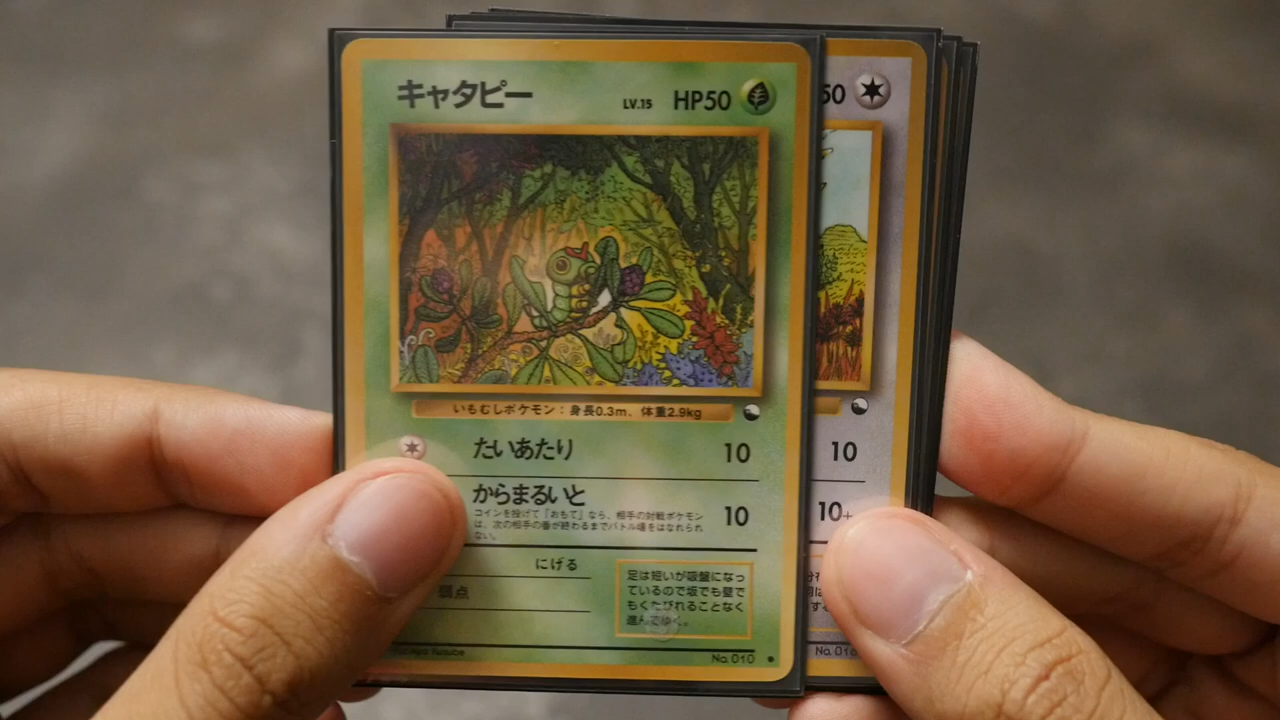 キャタピー
LV.15 HP50
いもむしポケモン：身長0.3m．体重2.9kg
たいあたり 10
からまるいと 10
コインを投げて「おもて」なら、相手の対戦ポケモン
は、次の相手の番が終わるまでバトル場をはなれられ
ない。
にげる
弱点
足は短いが吸盤になっ
ているので坂でも壁で
もくたびれることなく
進んでゆく。
No. 010
50
10
10+
No. 016